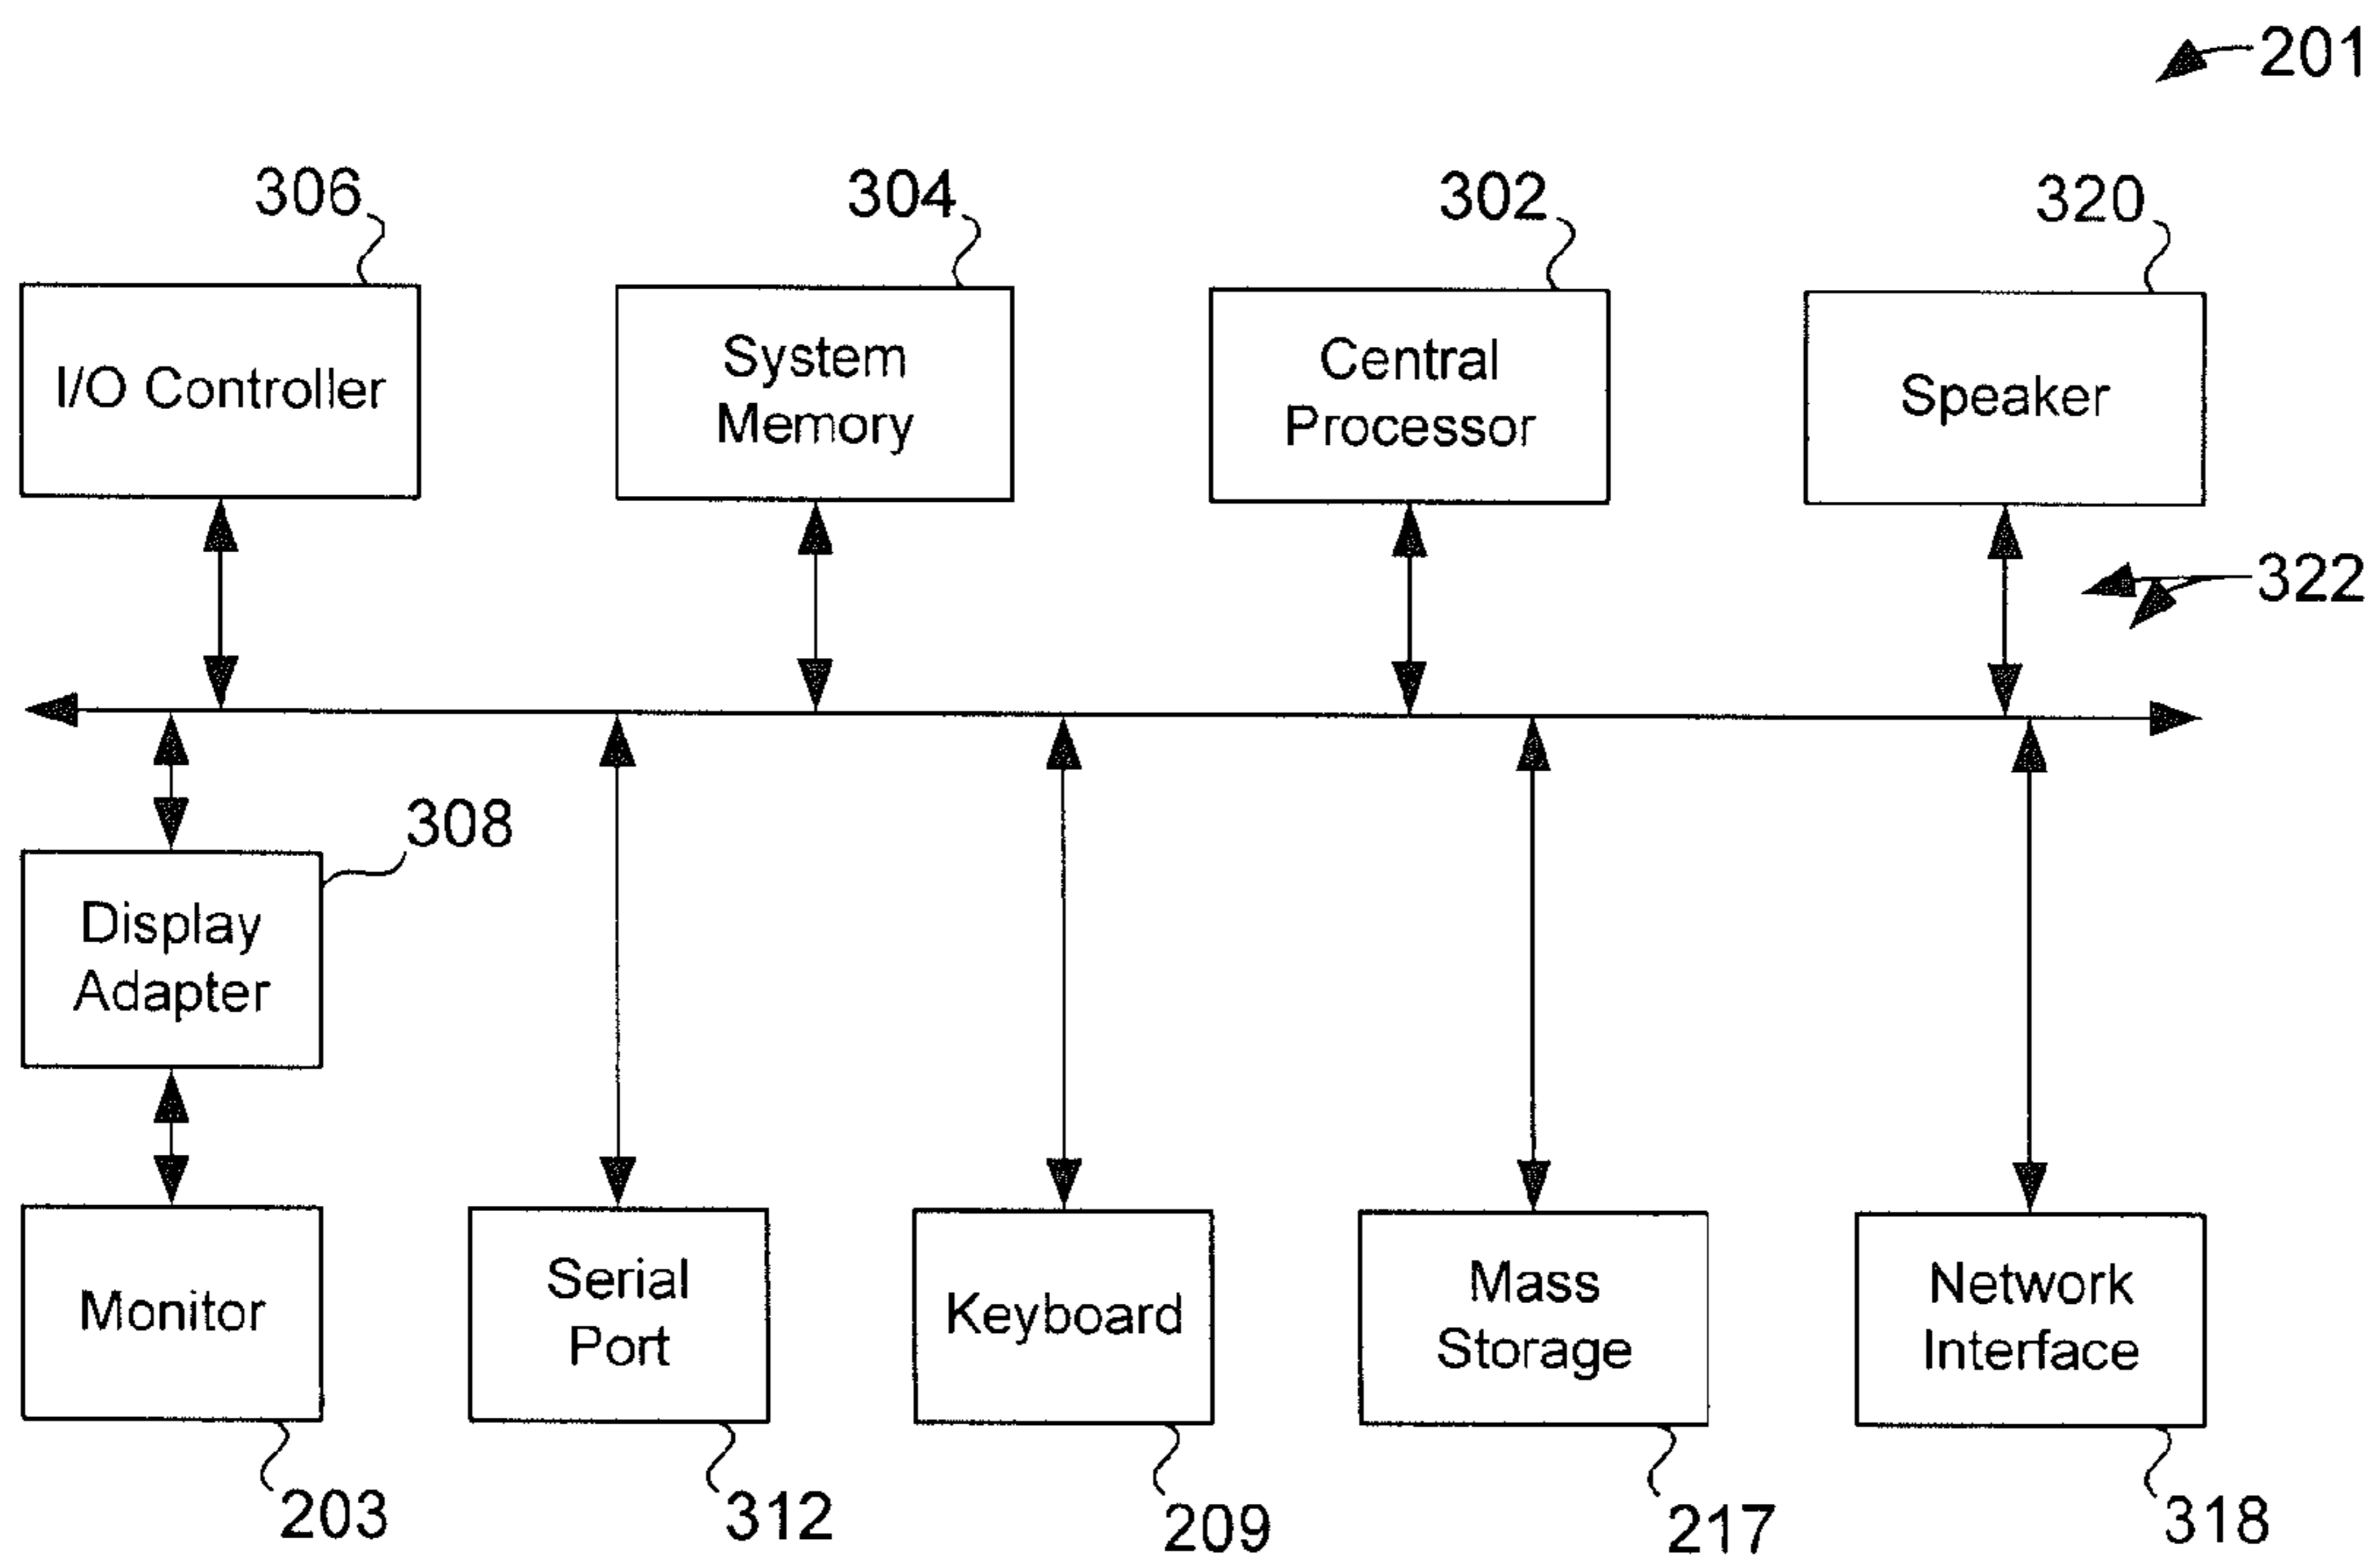 201
306
304
302
320
I/O Controller
System
Memory
Central
Processor
Speaker
322
308
Display
Adapter
Monitor
Serial
Port
Keyboard
Mass
Storage
Network
Interface
203
312
209
217
318